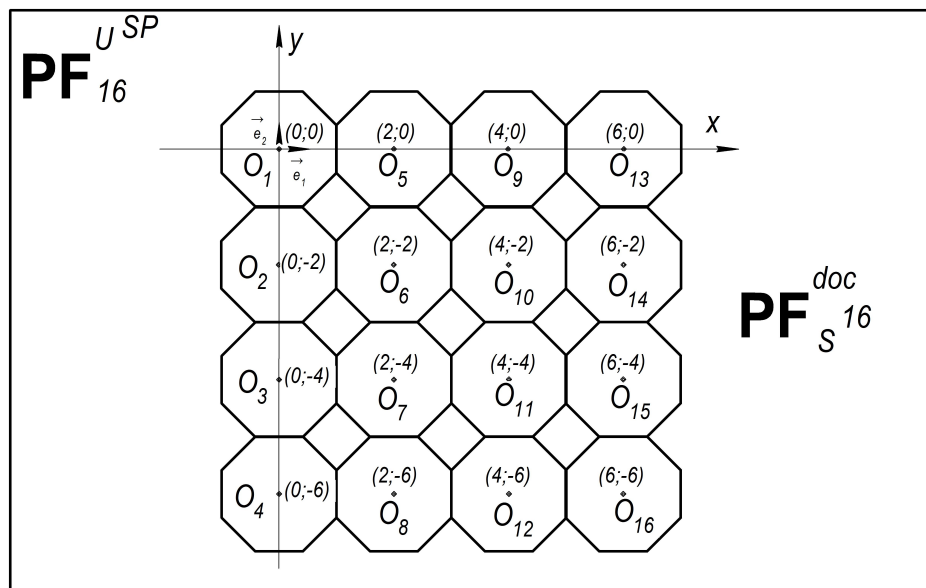 PF 16 U SP
y
x
e2 (0;0) (2;0) (4;0) (6;0)
O1 e1 O5 O9 O13
(0;-2) (2;-2) (4;-2) (6;-2)
O2 O6 O10 O14
(0;-4) (2;-4) (4;-4) (6;-4)
O3 O7 O11 O15
(0;-6) (2;-6) (4;-6) (6;-6)
O4 O8 O12 O16
PF S 16 doc